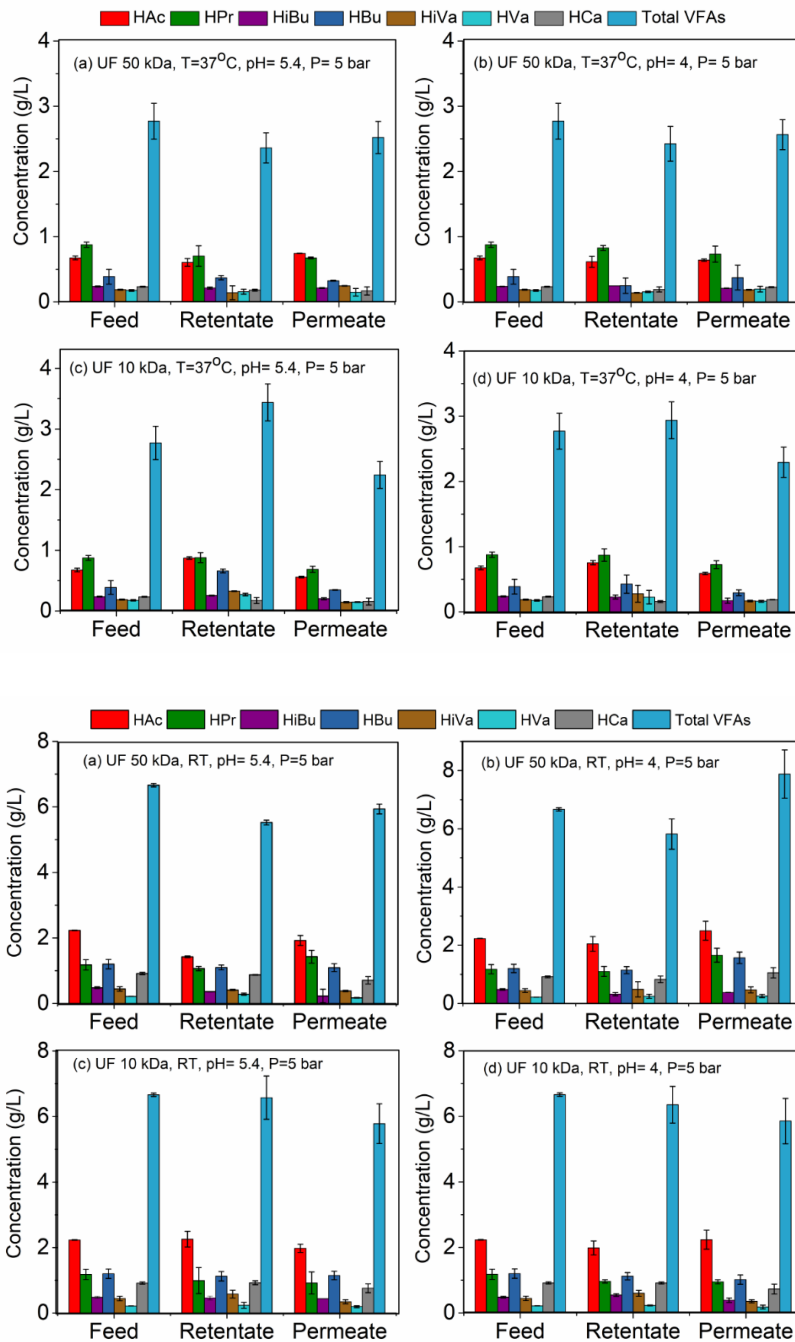 HAc HPr HiBu HBu HiVa HVa HCa Total VFAs
(a) UF 50 kDa, T=37°C, pH= 5.4, P= 5 bar
Concentration (g/L)
4
3
2
1
0
Feed Retentate Permeate
(b) UF 50 kDa, T=37°C, pH= 4, P= 5 bar
Concentration (g/L)
4
3
2
1
0
Feed Retentate Permeate
(c) UF 10 kDa, T=37°C, pH= 5.4, P= 5 bar
Concentration (g/L)
4
3
2
1
0
Feed Retentate Permeate
(d) UF 10 kDa, T=37°C, pH= 4, P= 5 bar
Concentration (g/L)
4
3
2
1
0
Feed Retentate Permeate
HAc HPr HiBu HBu HiVa HVa HCa Total VFAs
(a) UF 50 kDa, RT, pH= 5.4, P=5 bar
Concentration (g/L)
8
6
4
2
0
Feed Retentate Permeate
(b) UF 50 kDa, RT, pH= 4, P=5 bar
Concentration (g/L)
8
6
4
2
0
Feed Retentate Permeate
(c) UF 10 kDa, RT, pH= 5.4, P=5 bar
Concentration (g/L)
8
6
4
2
0
Feed Retentate Permeate
(d) UF 10 kDa, RT, pH= 4, P=5 bar
Concentration (g/L)
8
6
4
2
0
Feed Retentate Permeate